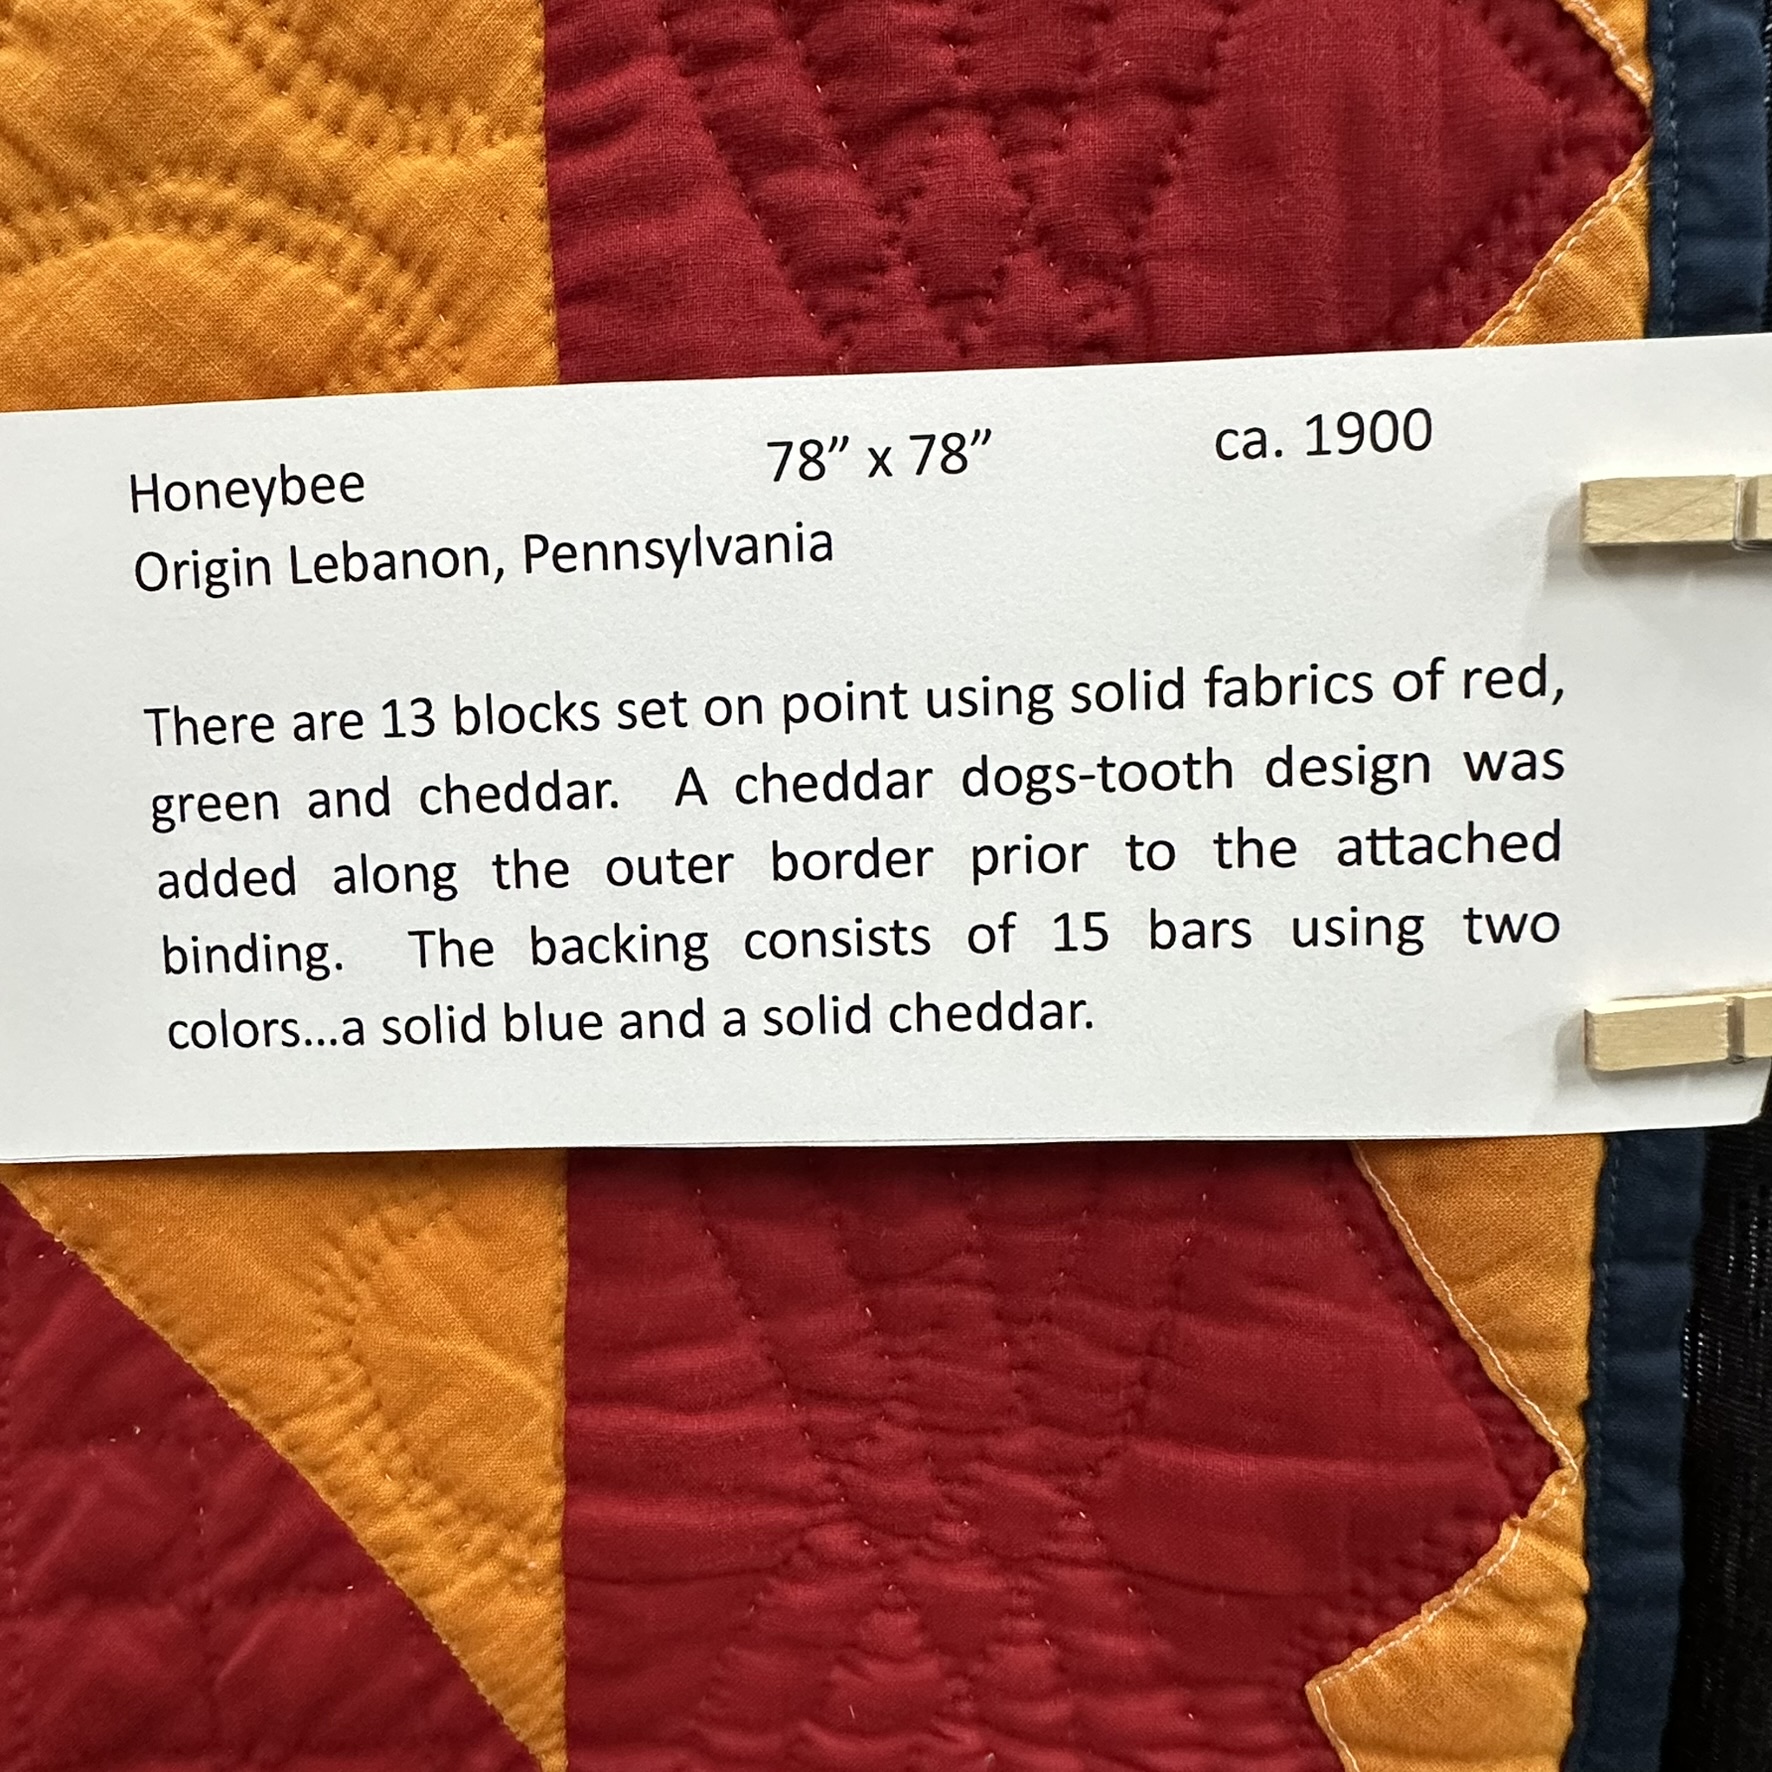 Honeybee 78” x 78” ca. 1900
Origin Lebanon, Pennsylvania
There are 13 blocks set on point using solid fabrics of red,
green and cheddar. A cheddar dogs-tooth design was
added along the outer border prior to the attached
binding. The backing consists of 15 bars using two
colors...a solid blue and a solid cheddar.